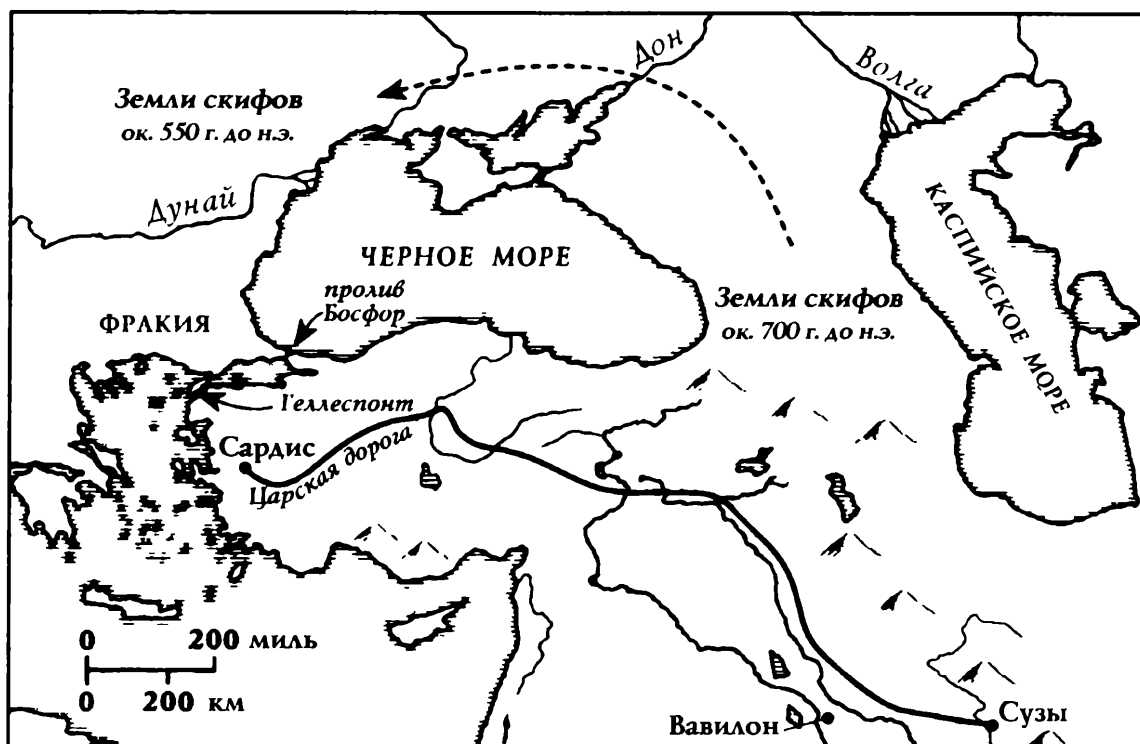 Дон
Волга
Земли скифов
ок. 550 г. до н.э.
Дунай
КАСПИЙСКОЕ МОРЕ
ЧЕРНОЕ МОРЕ
пролив
Босфор
Земли скифов
ок. 700 г. до н.э.
ФРАКИЯ
Геллеспонт
Сардис
Царская дорога
0 200 миль
0 200 км
Вавилон
Сузы